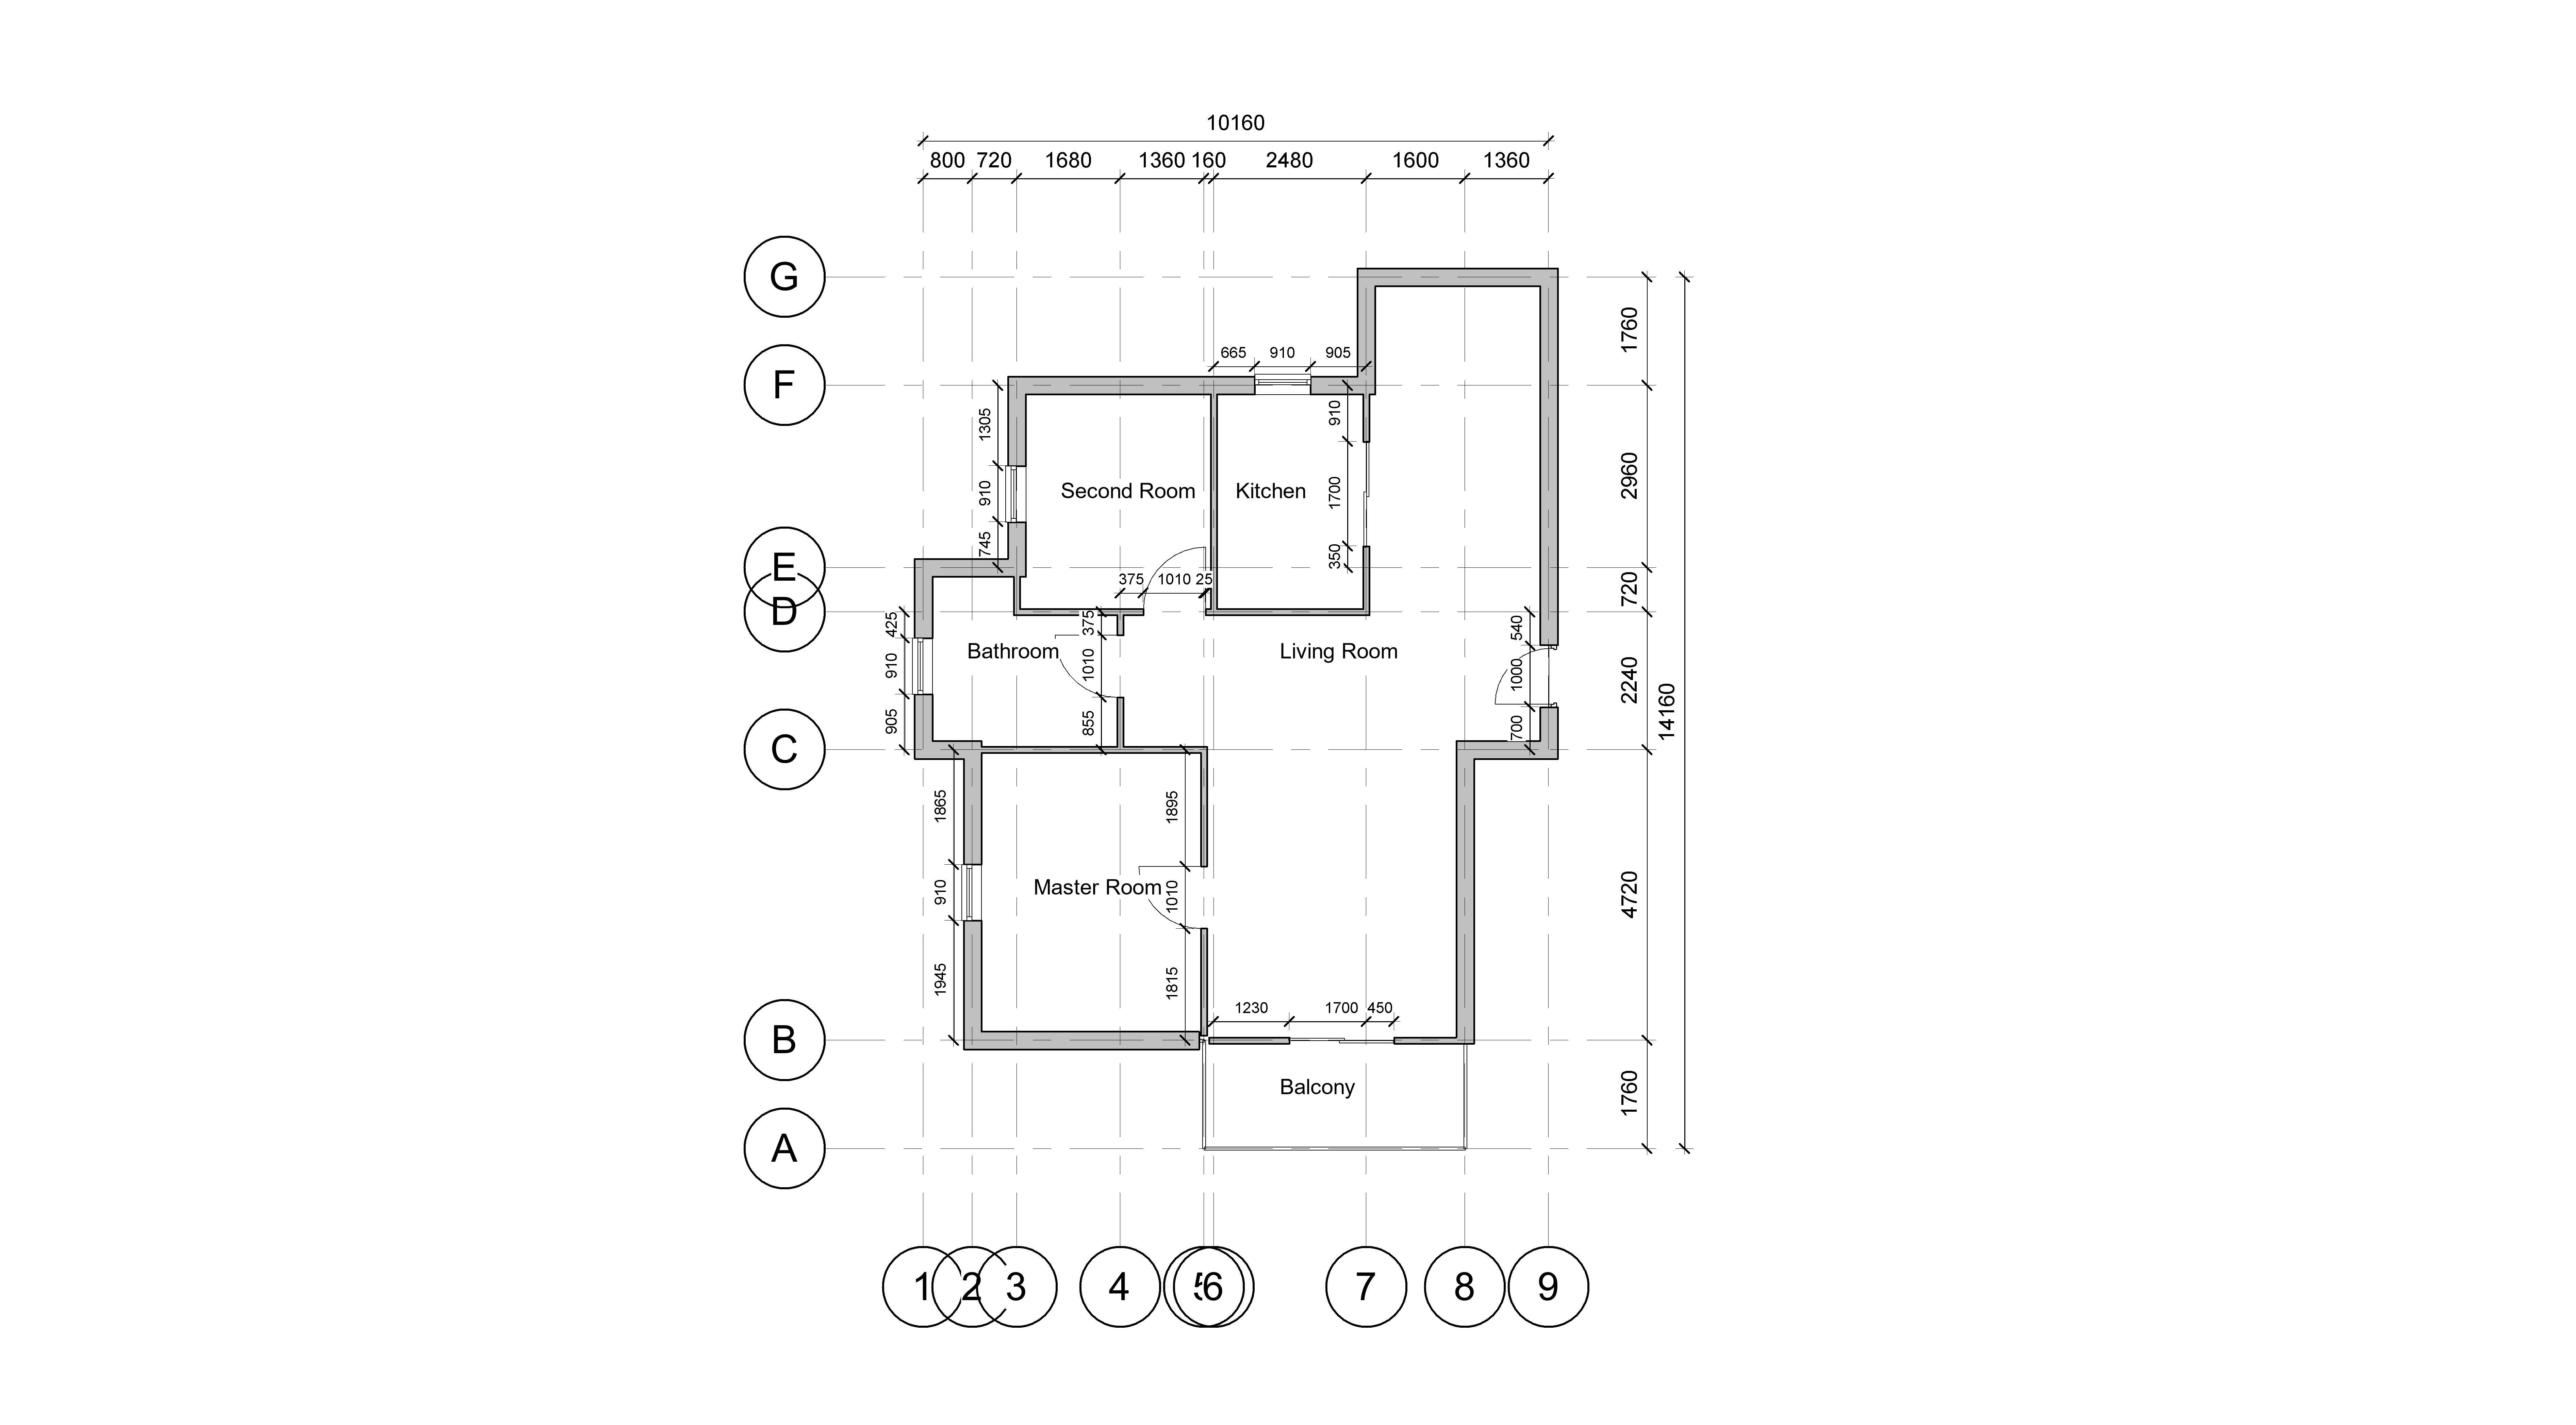 10160
800 720 1680 1360 160 2480 1600 1360
G
1760
665 910 905
F
1305
910
2960
910
Second Room
Kitchen
1700
745
350
E
375 1010 25
720
D
425
375
540
Bathroom
Living Room
910
1010
1000
2240
14160
905
855
700
C
1865
1895
910
Master Room
1010
4720
1945
1815
1230 1700 450
B
Balcony
1760
A
1 2 3 4 5 6 7 8 9